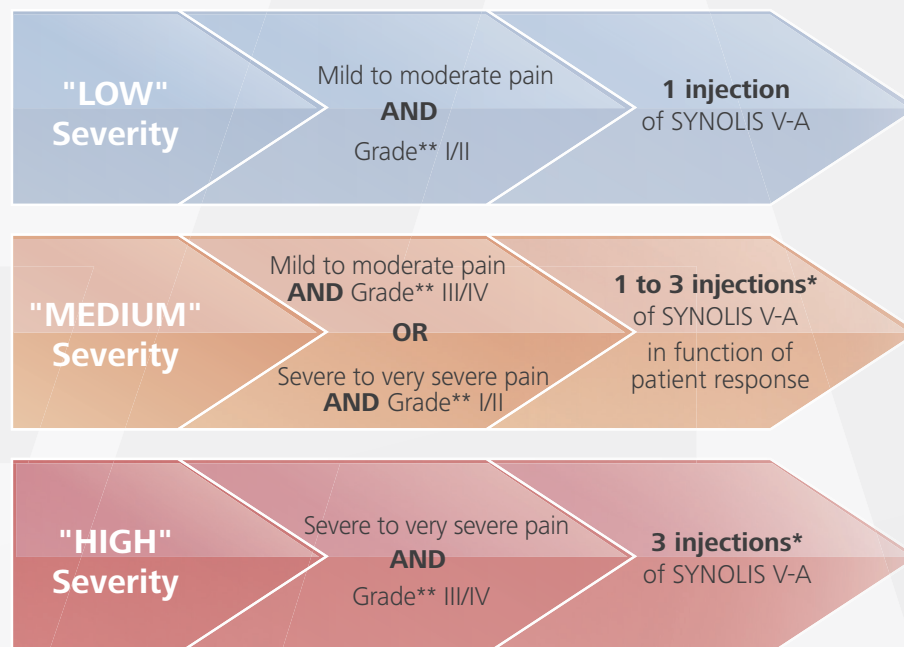 "LOW"
Severity
Mild to moderate pain
AND
Grade** I/II
1 injection
of SYNOLIS V-A
"MEDIUM"
Severity
Mild to moderate pain
AND Grade** III/IV
OR
Severe to very severe pain
AND Grade** I/II
1 to 3 injections*
of SYNOLIS V-A
in function of
patient response
"HIGH"
Severity
Severe to very severe pain
AND
Grade** III/IV
3 injections*
of SYNOLIS V-A